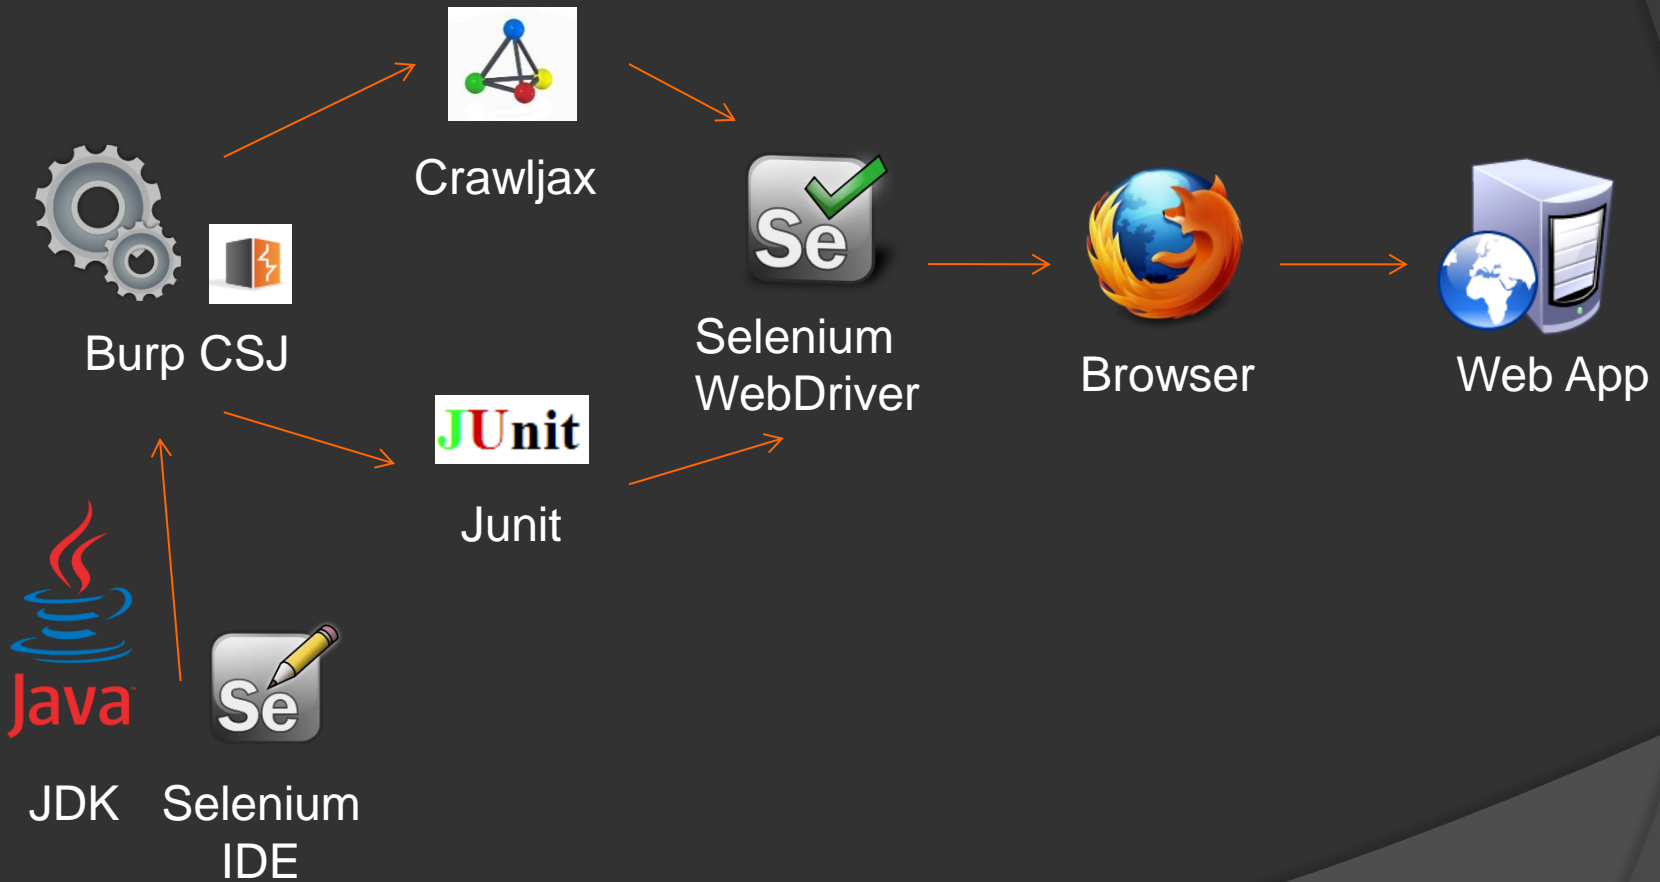 Crawljax
Se
Burp CSJ
Selenium
WebDriver
Browser
Web App
JUnit
Junit
Java
Se
JDK
Selenium
IDE